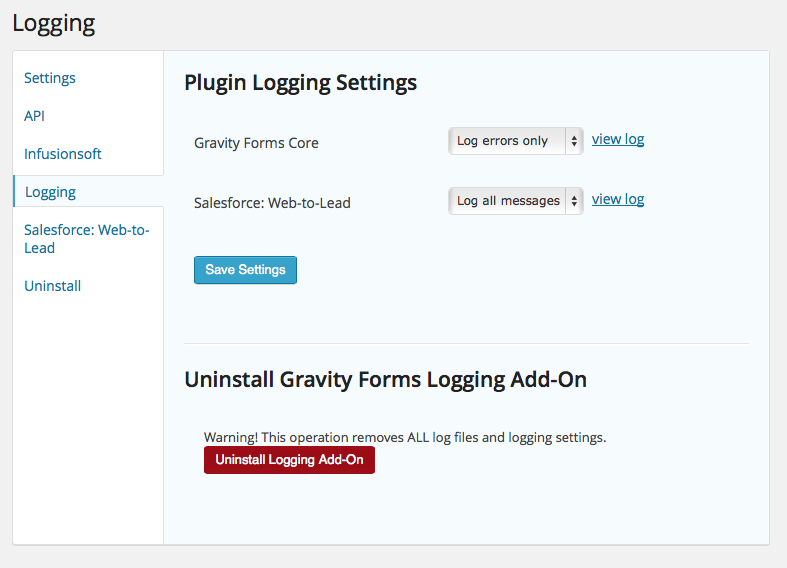 Logging
Settings
API
Infusionsoft
Logging
Salesforce: Web-to-
Lead
Uninstall
Plugin Logging Settings
Gravity Forms Core
Log errors only
view log
Salesforce: Web-to-Lead
Log all messages
view log
Save Settings
Uninstall Gravity Forms Logging Add-On
Warning! This operation removes ALL log files and logging settings.
Uninstall Logging Add-On